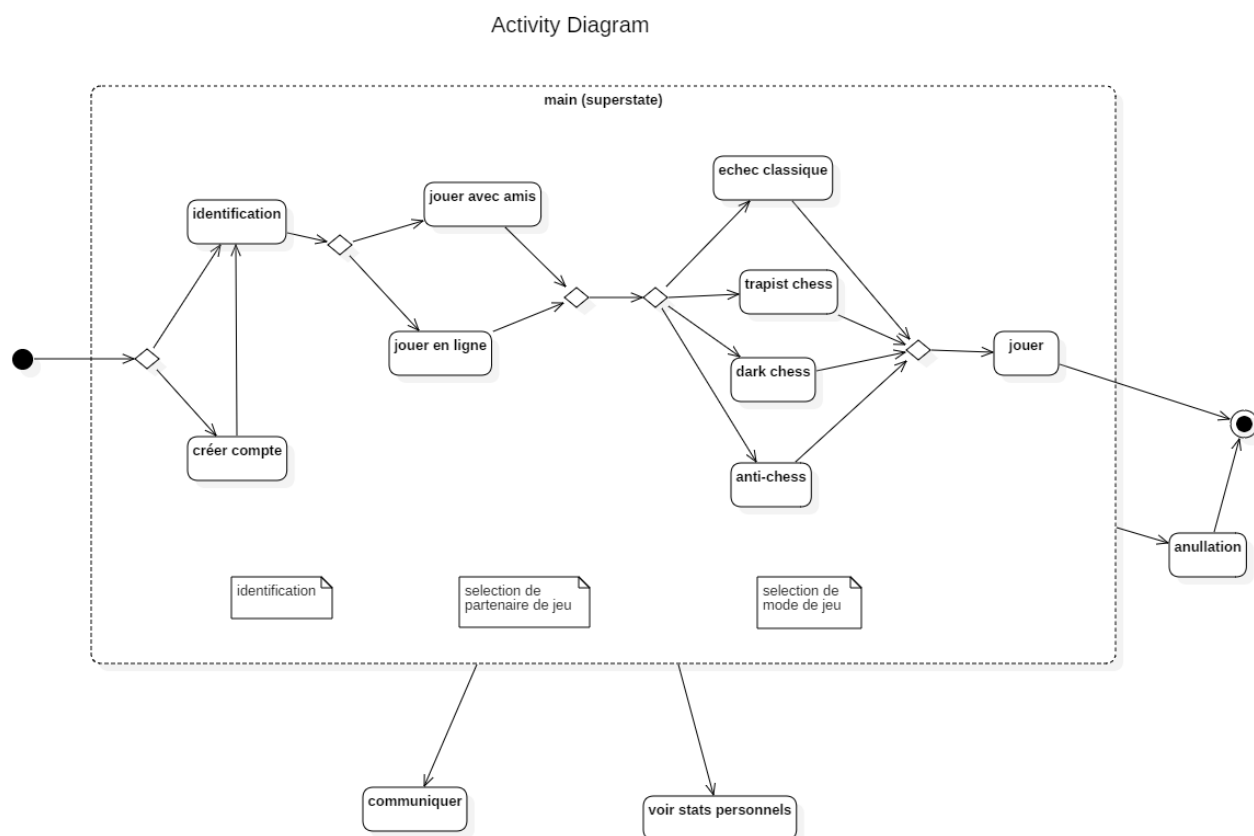 Activity Diagram
main (superstate)
echec classique
jouer avec amis
identification
trapist chess
jouer en ligne
jouer
dark chess
créer compte
anti-chess
anullation
identification
selection de
partenaire de jeu
selection de
mode de jeu
communiquer
voir stats personnels